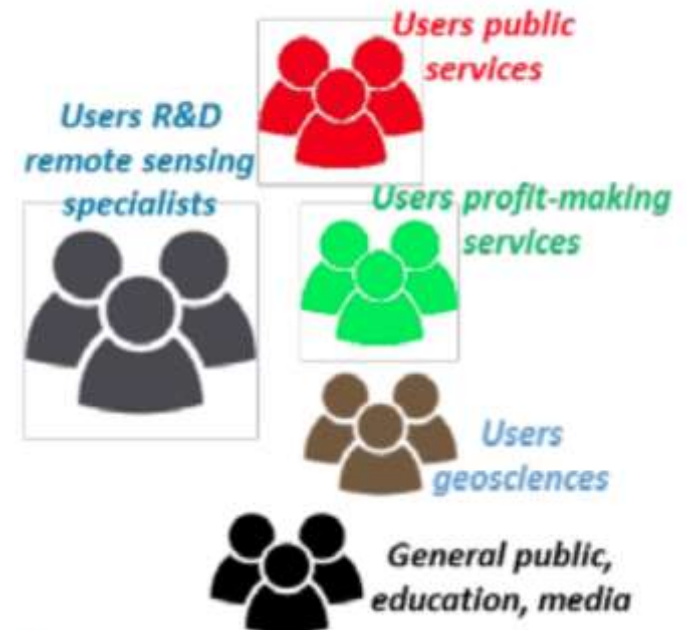 Users public
services
Users R&D
remote sensing
specialists
Users profit-making
services
Users
geosciences
General public,
education, media